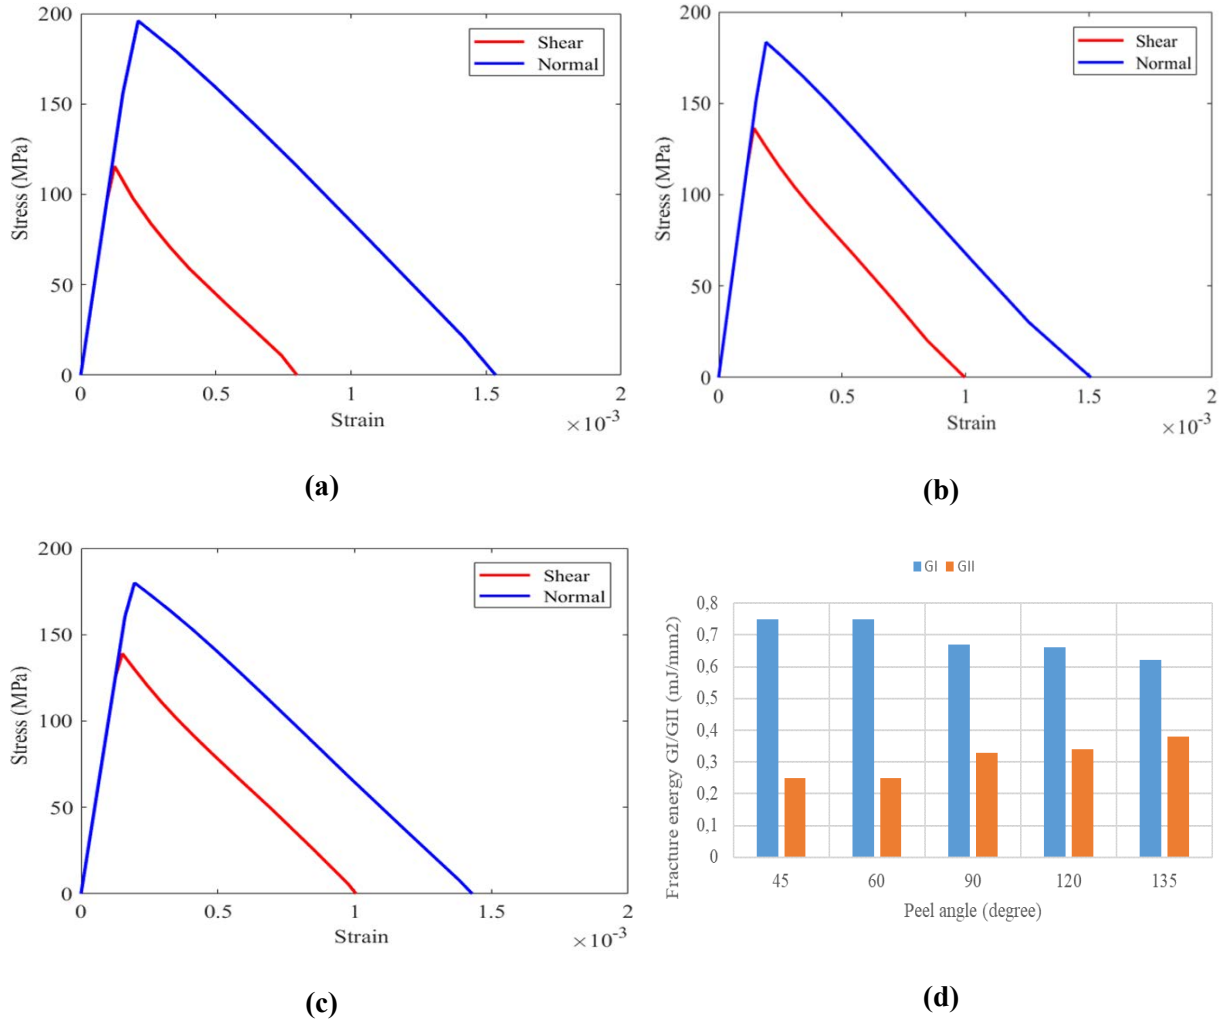 200
150
100
50
0
Stress (MPa)
Shear
Normal
0 0.5 1 1.5 2
Strain
×10⁻³
(a)
200
150
100
50
0
Stress (MPa)
Shear
Normal
0 0.5 1 1.5 2
Strain
×10⁻³
(b)
200
150
100
50
0
Stress (MPa)
Shear
Normal
0 0.5 1 1.5 2
Strain
×10⁻³
(c)
GI GII
0,8
0,7
0,6
0,5
0,4
0,3
0,2
0,1
0
Fracture energy GI/GII (mJ/mm2)
45 60 90 120 135
Peel angle (degree)
(d)